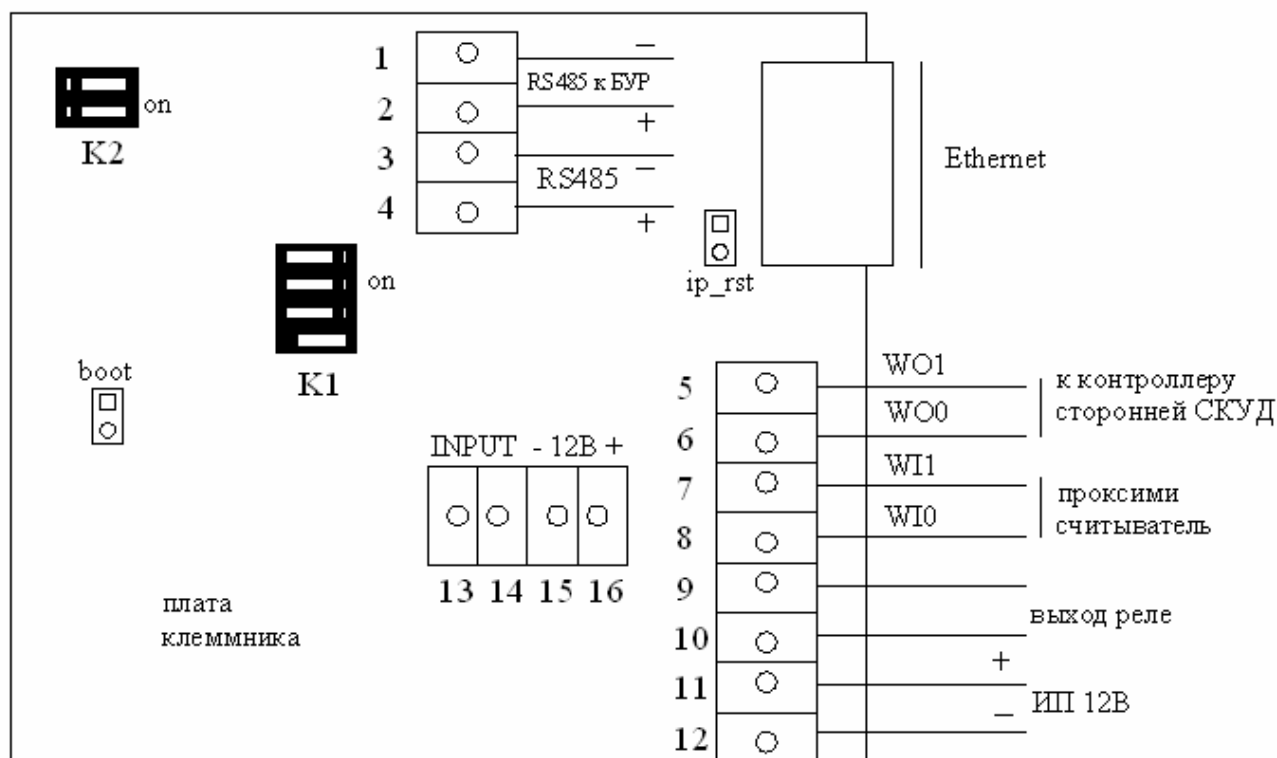 1
−
RS485 к БУР
2
+
3
−
RS485
4
+
on
K2
Ethernet
ip_rst
on
K1
boot
5
WO1
к контроллеру
сторонней СКУД
6
WO0
7
WI1
проксими
считыватель
8
WI0
INPUT - 12В +
13 14 15 16
9
выход реле
10
+
11
ИП 12В
−
12
плата
клеммника